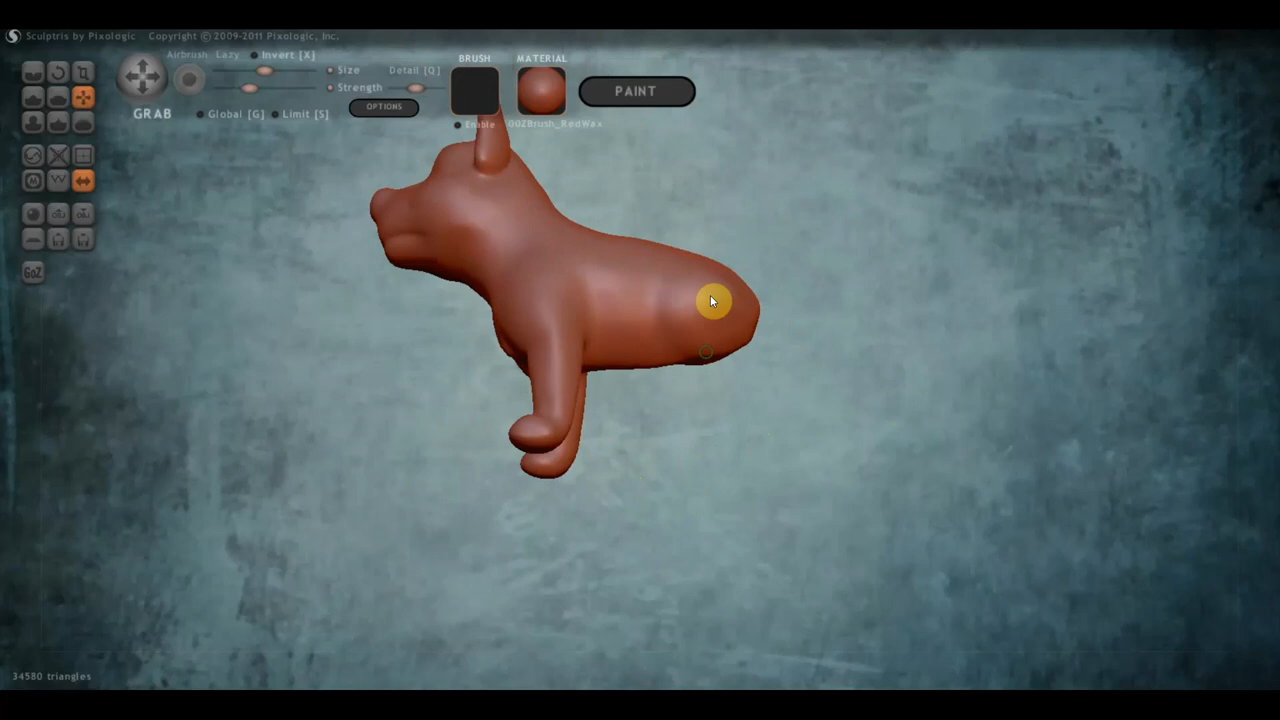 Sculptris by Pixologic Copyright © 2009-2011 Pixologic, Inc.
Airbrush Lazy Invert [X] BRUSH MATERIAL
Size Detail [Q]
Strength PAINT
OPTIONS
GRAB Global [G] Limit [S]
Enable 00ZBrush_RedWax
GoZ
34580 triangles